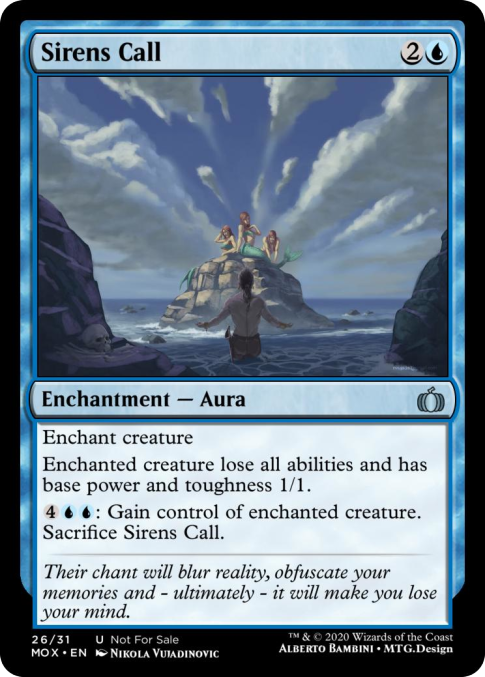 Sirens Call 2
Enchantment — Aura
Enchant creature
Enchanted creature lose all abilities and has
base power and toughness 1/1.
4: Gain control of enchanted creature.
Sacrifice Sirens Call.
Their chant will blur reality, obfuscate your
memories and - ultimately - it will make you lose
your mind.
26/31 U Not For Sale ™ & © 2020 Wizards of the Coast
MOX • EN Nikola Vujadinovic Alberto Bambini • MTG.Design